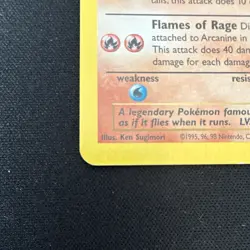 tails, this attack does 10
Flames of Rage Di
attached to Arcanine in
This attack does 40 dam
damage for each damag
weakness resis
A legendary Pokémon famou
as if it flies when it runs. LV.
Illus. Ken Sugimori ©1995, 96, 98 Nintendo, C